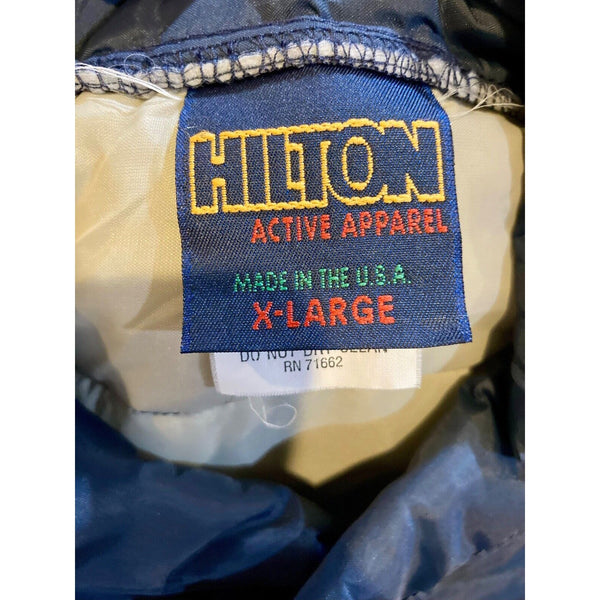 HILTON
ACTIVE APPAREL
MADE IN THE U.S.A.
X-LARGE
DO NOT DRY CLEAN
RN 71662